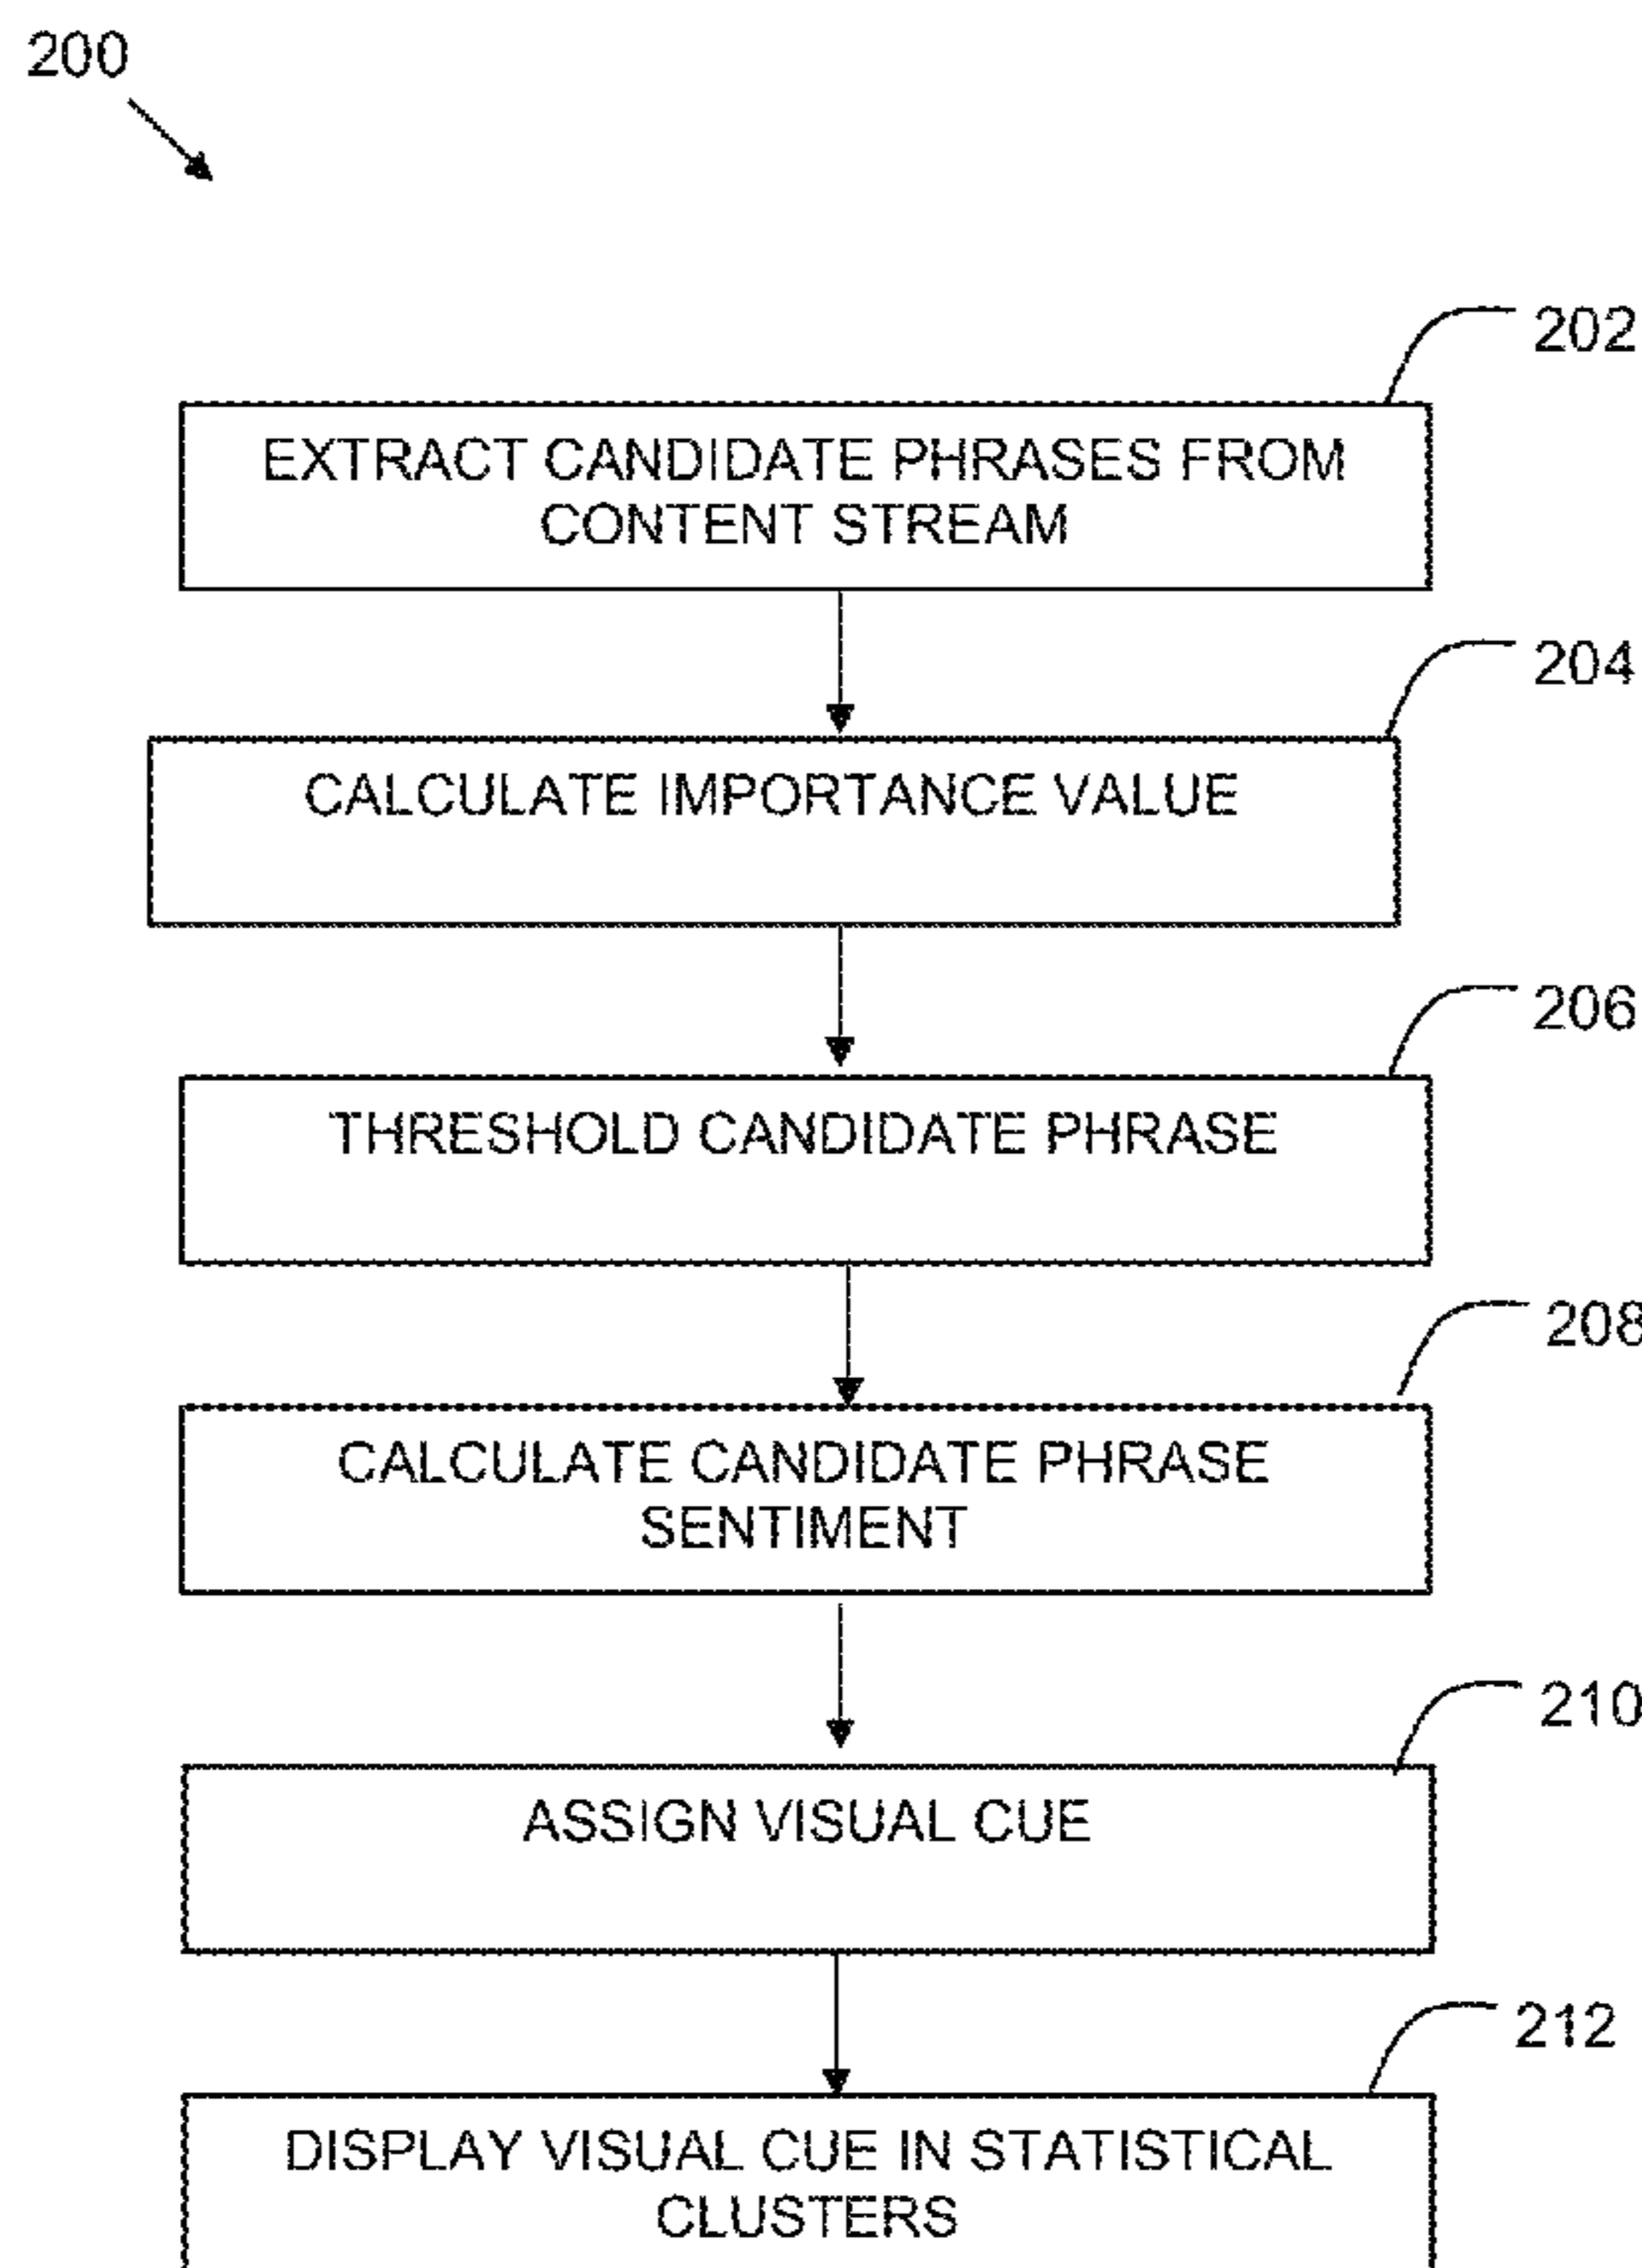 200
202
EXTRACT CANDIDATE PHRASES FROM
CONTENT STREAM
204
CALCULATE IMPORTANCE VALUE
206
THRESHOLD CANDIDATE PHRASE
208
CALCULATE CANDIDATE PHRASE
SENTIMENT
210
ASSIGN VISUAL CUE
212
DISPLAY VISUAL CUE IN STATISTICAL
CLUSTERS